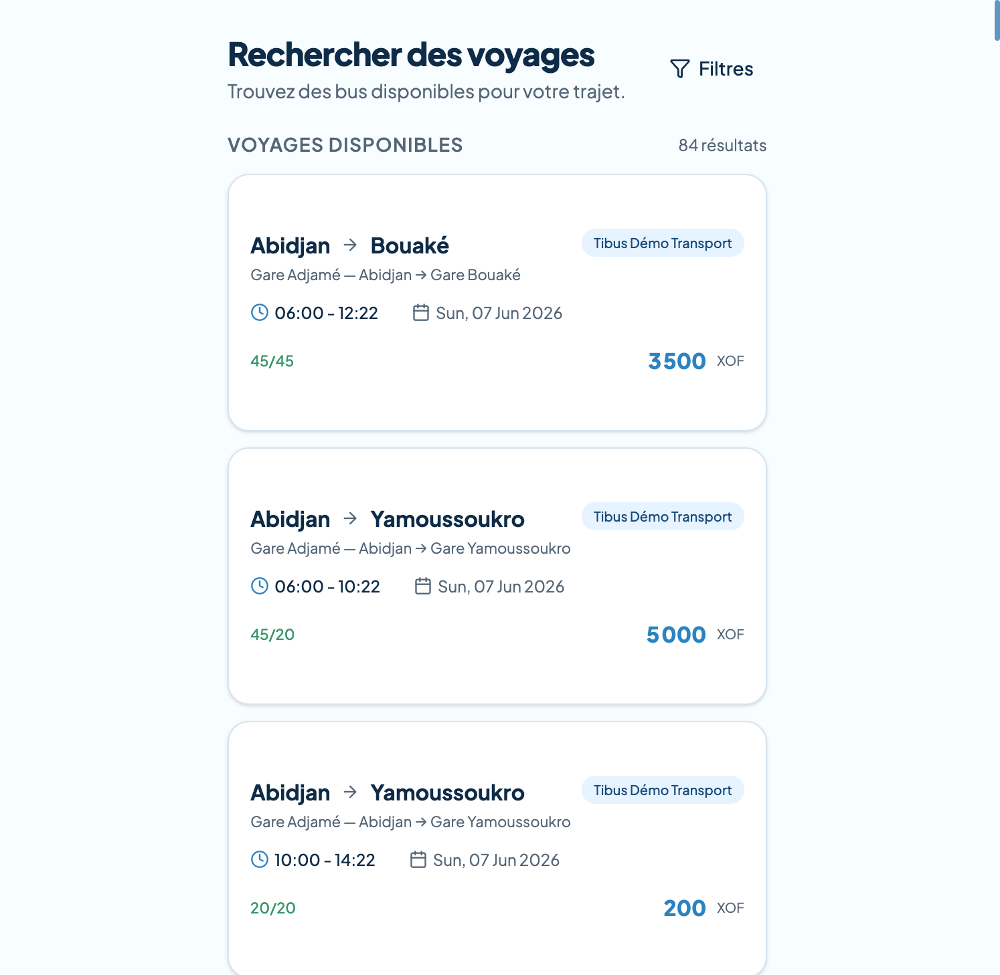 Rechercher des voyages
Filtres
Trouvez des bus disponibles pour votre trajet.
VOYAGES DISPONIBLES 84 résultats
Abidjan → Bouaké Tibus Démo Transport
Gare Adjamé — Abidjan → Gare Bouaké
06:00 - 12:22 Sun, 07 Jun 2026
45/45 3 500 XOF
Abidjan → Yamoussoukro Tibus Démo Transport
Gare Adjamé — Abidjan → Gare Yamoussoukro
06:00 - 10:22 Sun, 07 Jun 2026
45/20 5 000 XOF
Abidjan → Yamoussoukro Tibus Démo Transport
Gare Adjamé — Abidjan → Gare Yamoussoukro
10:00 - 14:22 Sun, 07 Jun 2026
20/20 200 XOF